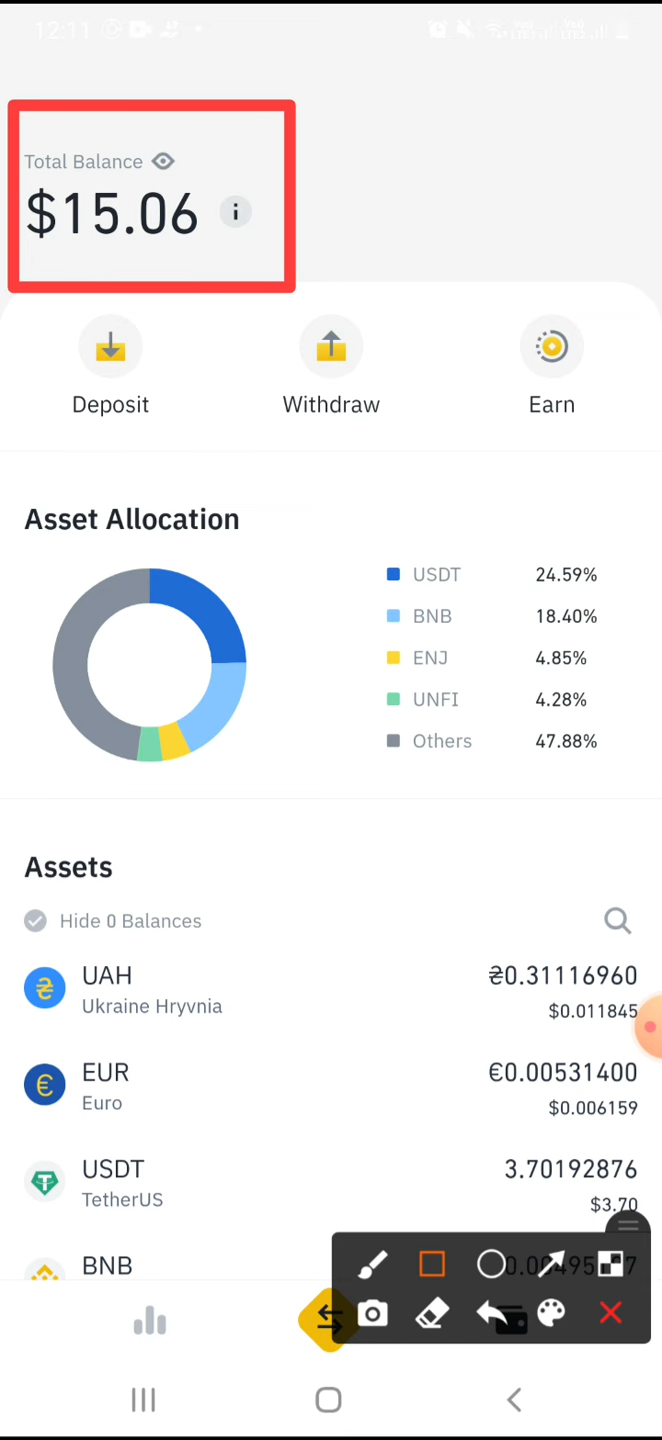 12:11
Total Balance
$15.06
Deposit Withdraw Earn
Asset Allocation
USDT 24.59%
BNB 18.40%
ENJ 4.85%
UNFI 4.28%
Others 47.88%
Assets
Hide 0 Balances
UAH ₴0.31116960
Ukraine Hryvnia $0.011845
EUR €0.00531400
Euro $0.006159
USDT 3.70192876
TetherUS $3.70
BNB